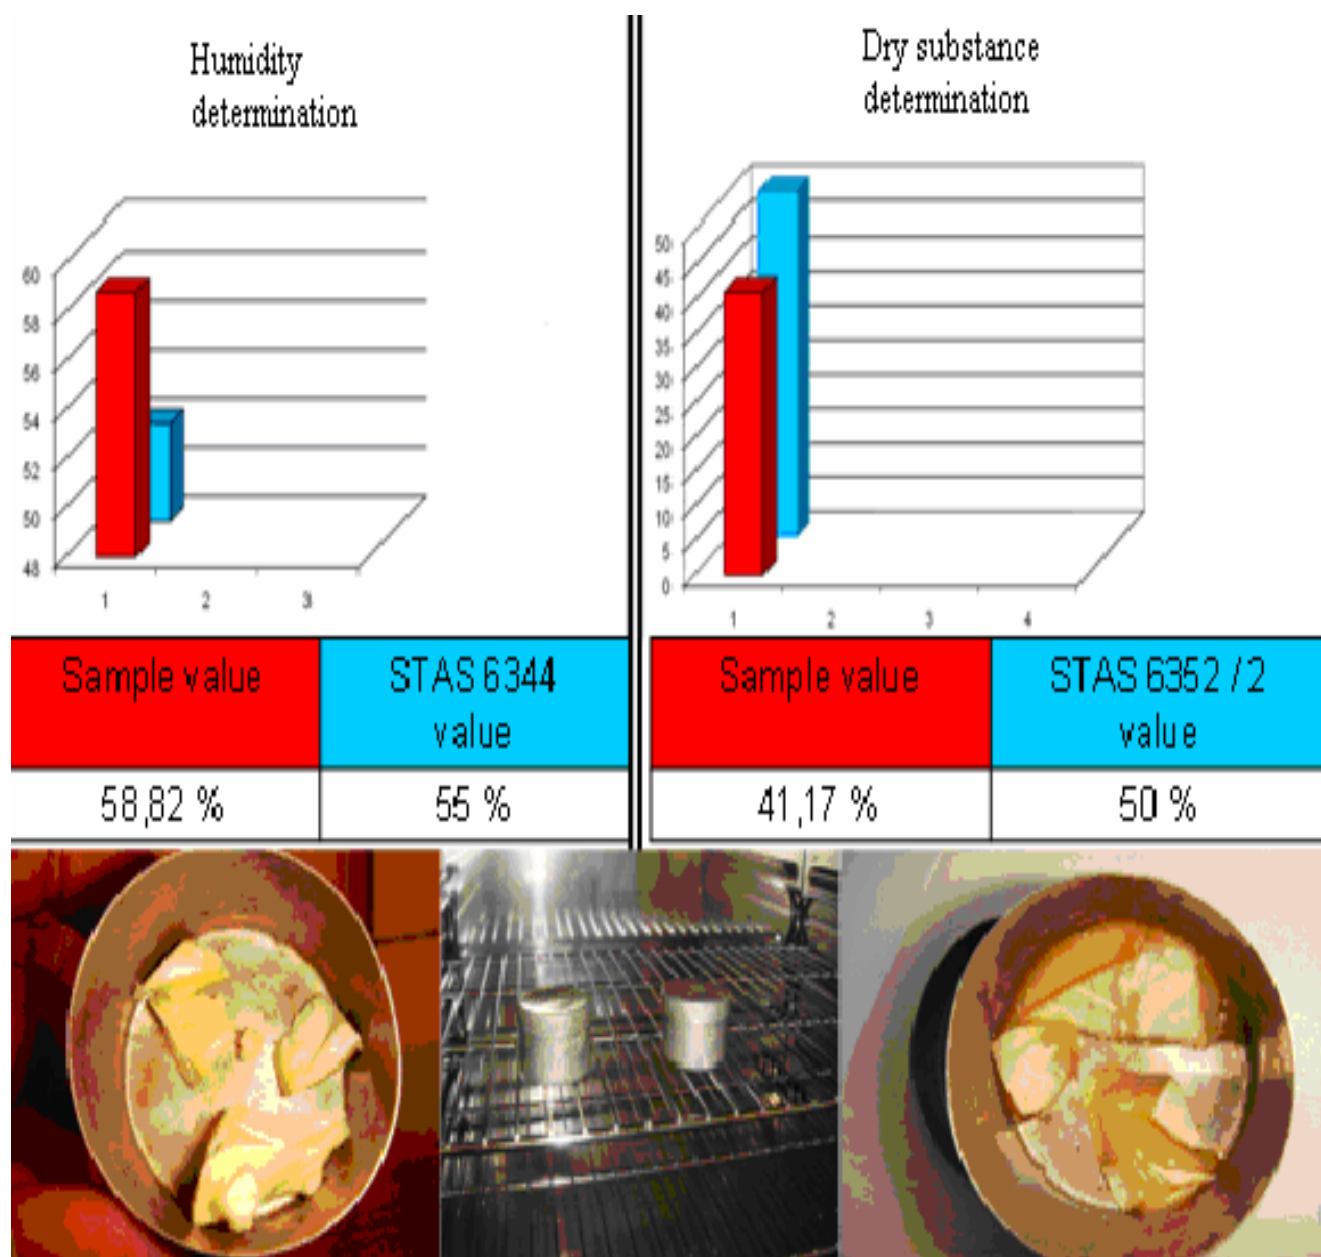 Humidity
determination
60
58
56
54
52
50
48
1 2 3
Dry substance
determination
50
45
40
35
30
25
20
15
10
5
0
1 2 3 4
Sample value
STAS 6344
value
58,82 %
55 %
Sample value
STAS 6352 / 2
value
41,17 %
50 %